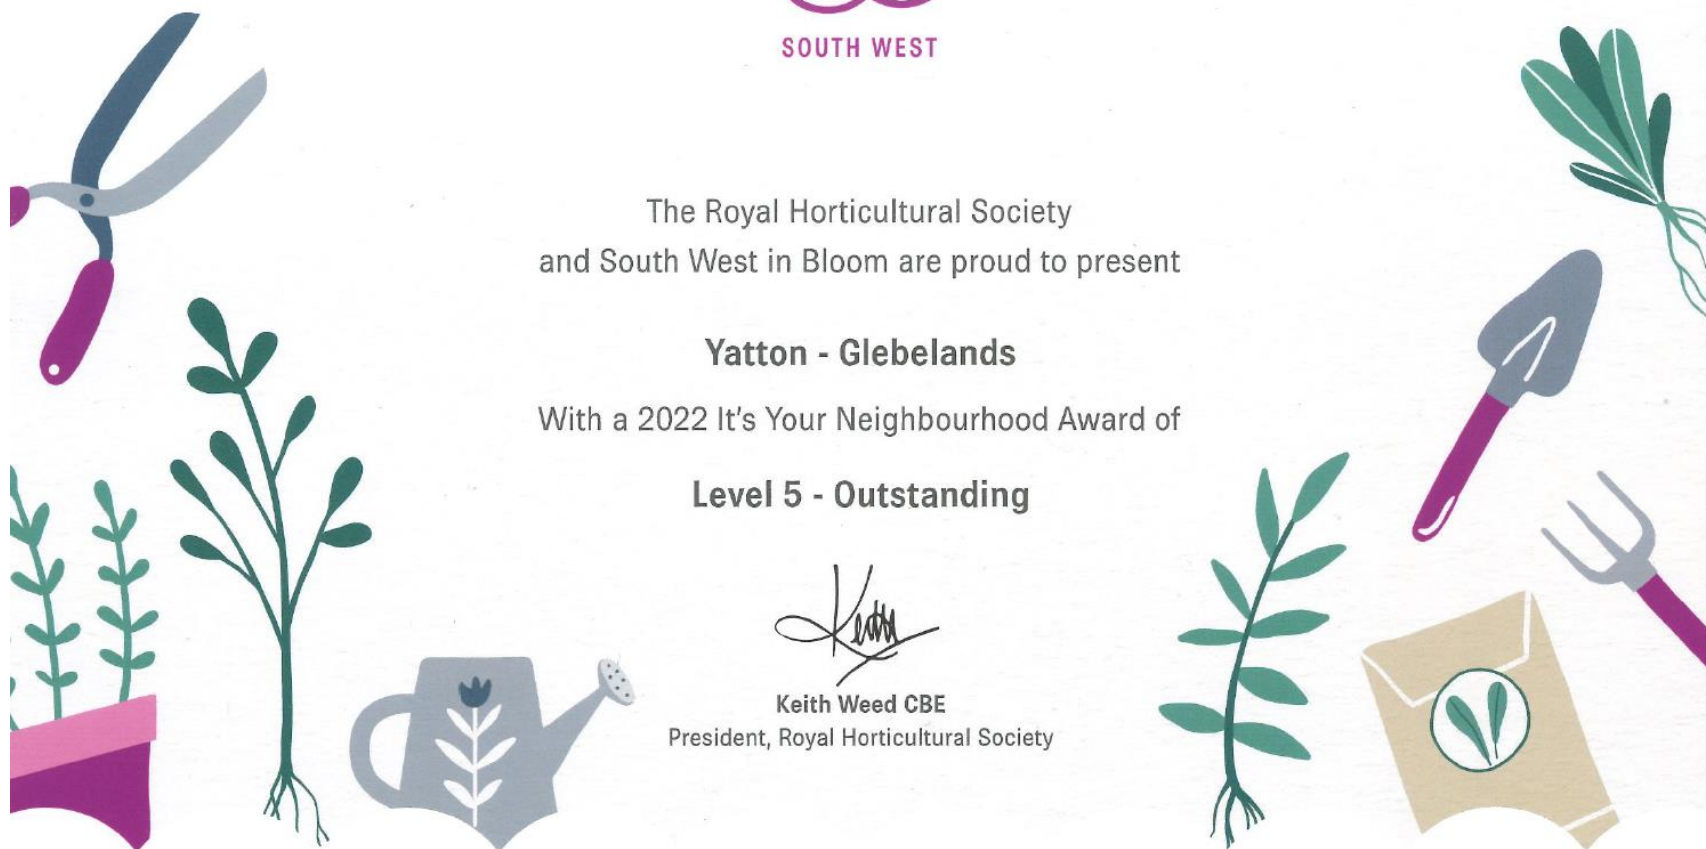 SOUTH WEST
The Royal Horticultural Society
and South West in Bloom are proud to present
Yatton - Glebelands
With a 2022 It's Your Neighbourhood Award of
Level 5 - Outstanding
Keith
Keith Weed CBE
President, Royal Horticultural Society